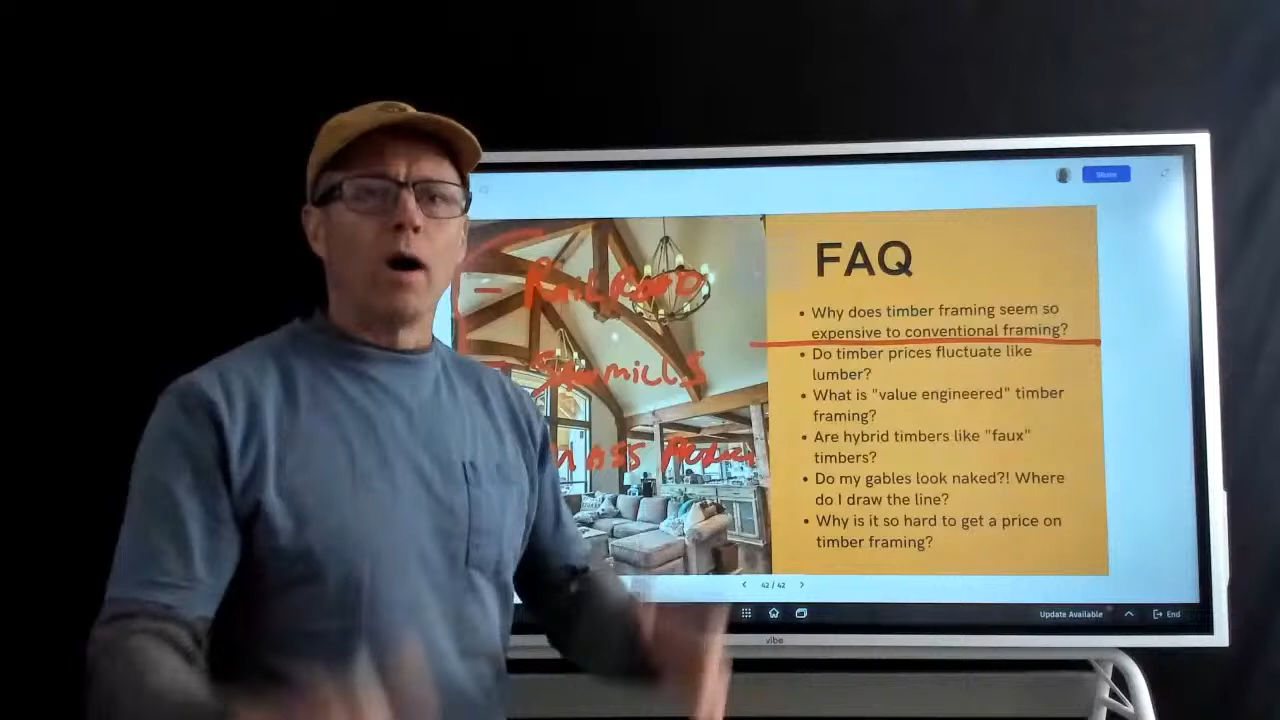 Share
FAQ
• Why does timber framing seem so
expensive to conventional framing?
• Do timber prices fluctuate like
lumber?
• What is "value engineered" timber
framing?
• Are hybrid timbers like "faux"
timbers?
• Do my gables look naked?! Where
do I draw the line?
• Why is it so hard to get a price on
timber framing?
- RailRoad
- SawmillS
MASS
42 / 42
Update Available
End
vibe